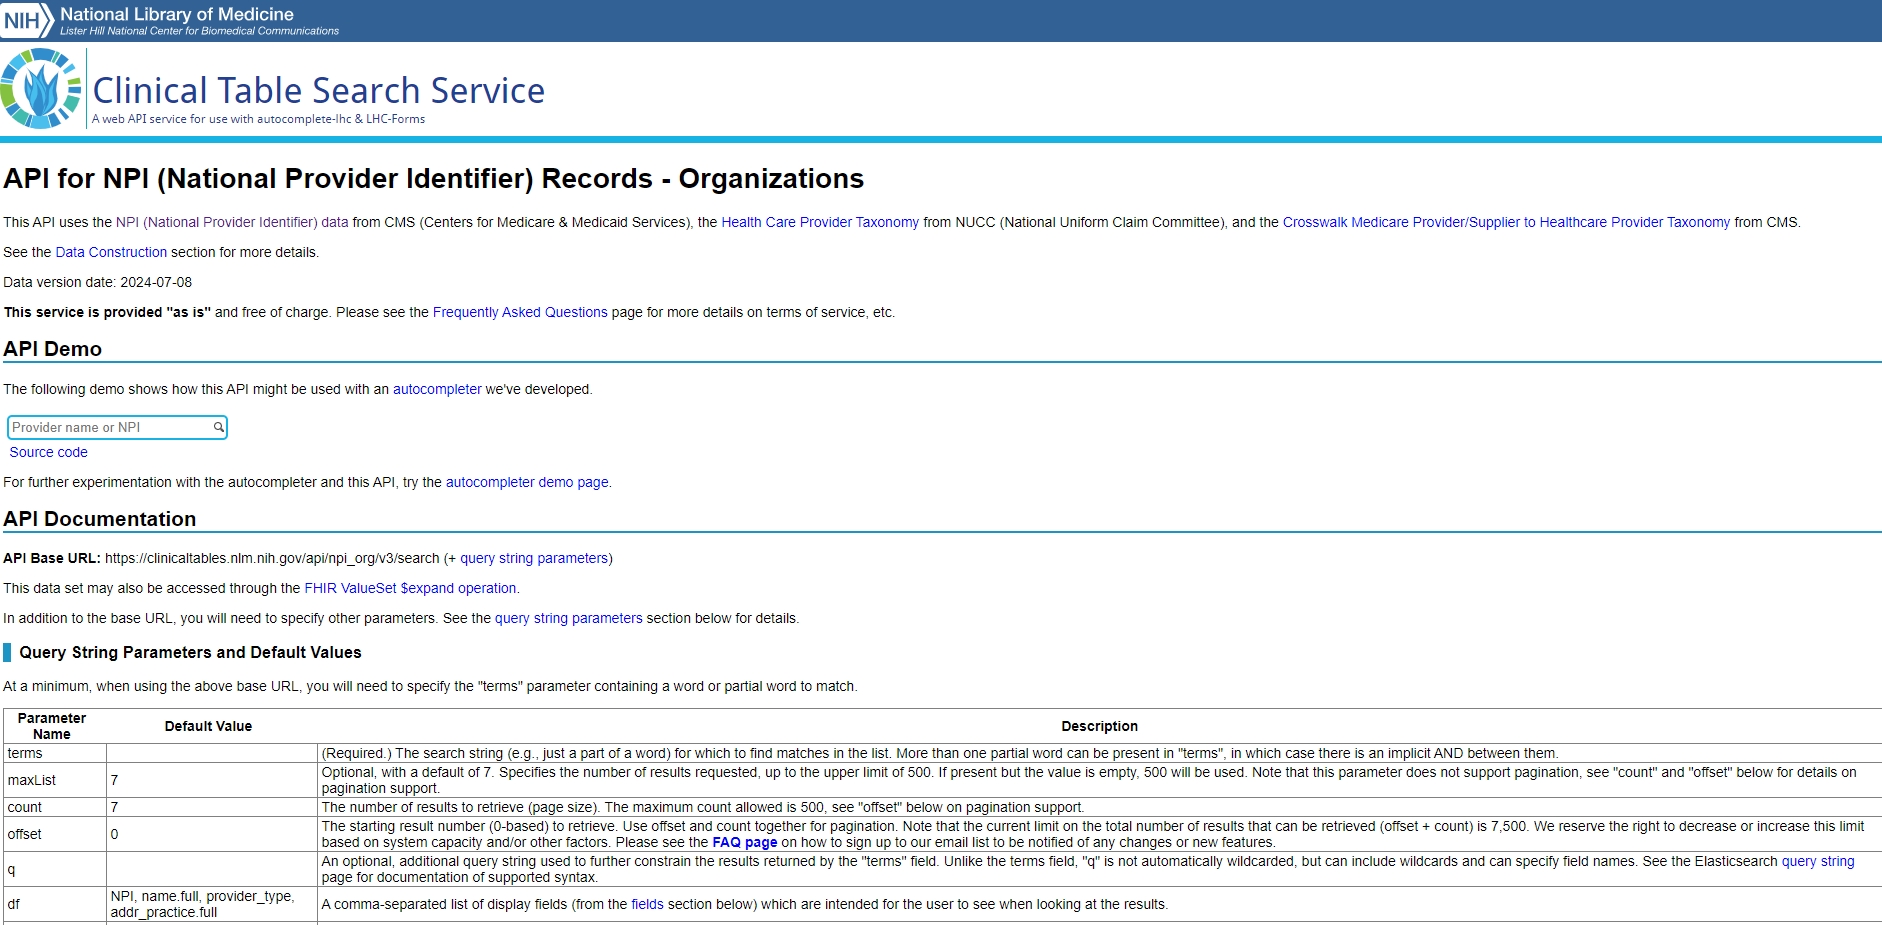 NIH
National Library of Medicine
Lister Hill National Center for Biomedical Communications
Clinical Table Search Service
A web API service for use with autocomplete-lhc & LHC-Forms
API for NPI (National Provider Identifier) Records - Organizations
This API uses the NPI (National Provider Identifier) data from CMS (Centers for Medicare & Medicaid Services), the Health Care Provider Taxonomy from NUCC (National Uniform Claim Committee), and the Crosswalk Medicare Provider/Supplier to Healthcare Provider Taxonomy from CMS.
See the Data Construction section for more details.
Data version date: 2024-07-08
This service is provided "as is" and free of charge. Please see the Frequently Asked Questions page for more details on terms of service, etc.
API Demo
The following demo shows how this API might be used with an autocompleter we've developed.
Provider name or NPI
Source code
For further experimentation with the autocompleter and this API, try the autocompleter demo page.
API Documentation
API Base URL: https://clinicaltables.nlm.nih.gov/api/npi_org/v3/search (+ query string parameters)
This data set may also be accessed through the FHIR ValueSet $expand operation.
In addition to the base URL, you will need to specify other parameters. See the query string parameters section below for details.
Query String Parameters and Default Values
At a minimum, when using the above base URL, you will need to specify the "terms" parameter containing a word or partial word to match.
Parameter
Name
Default Value
Description
terms
(Required.) The search string (e.g., just a part of a word) for which to find matches in the list. More than one partial word can be present in "terms", in which case there is an implicit AND between them.
maxList
7
Optional, with a default of 7. Specifies the number of results requested, up to the upper limit of 500. If present but the value is empty, 500 will be used. Note that this parameter does not support pagination, see "count" and "offset" below for details on
pagination support.
count
7
The number of results to retrieve (page size). The maximum count allowed is 500, see "offset" below on pagination support.
offset
0
The starting result number (0-based) to retrieve. Use offset and count together for pagination. Note that the current limit on the total number of results that can be retrieved (offset + count) is 7,500. We reserve the right to decrease or increase this limit
based on system capacity and/or other factors. Please see the FAQ page on how to sign up to our email list to be notified of any changes or new features.
q
An optional, additional query string used to further constrain the results returned by the "terms" field. Unlike the terms field, "q" is not automatically wildcarded, but can include wildcards and can specify field names. See the Elasticsearch query string
page for documentation of supported syntax.
df
NPI, name.full, provider_type,
addr_practice.full
A comma-separated list of display fields (from the fields section below) which are intended for the user to see when looking at the results.